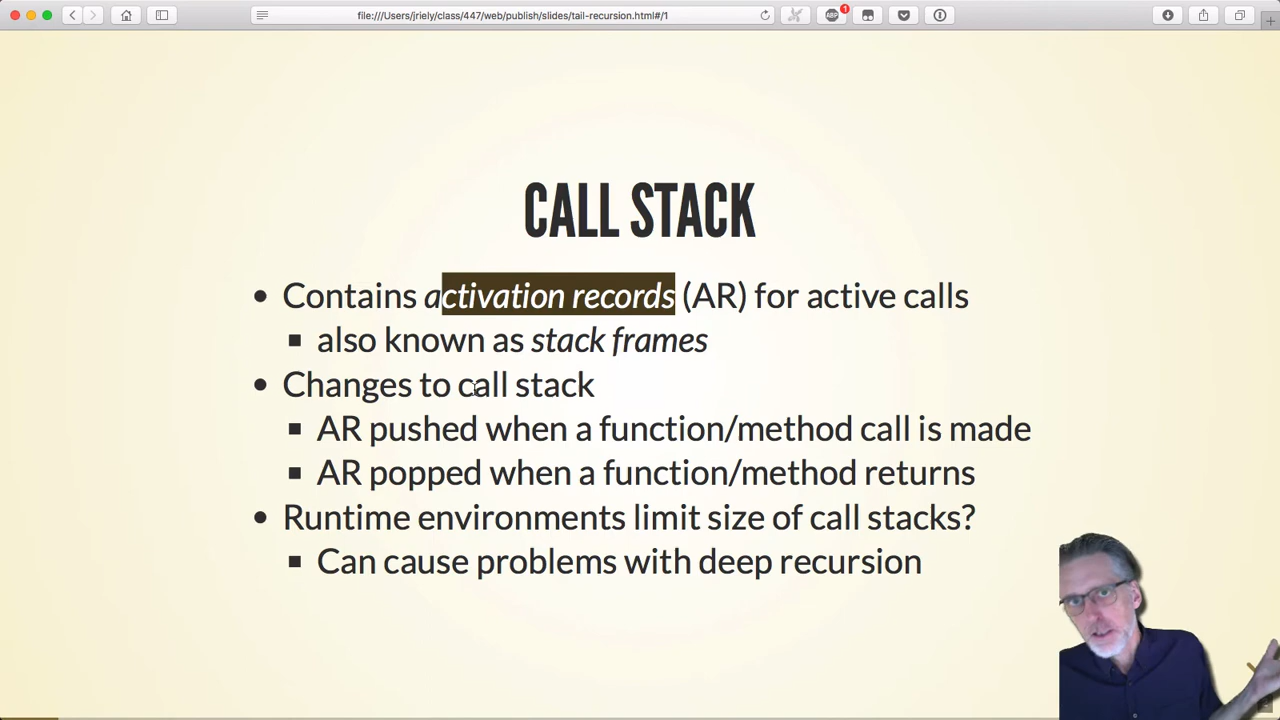 file:///Users/jriely/class/447/web/publish/slides/tail-recursion.html#/1
ABP
1
CALL STACK
Contains activation records (AR) for active calls
also known as stack frames
Changes to call stack
AR pushed when a function/method call is made
AR popped when a function/method returns
Runtime environments limit size of call stacks?
Can cause problems with deep recursion